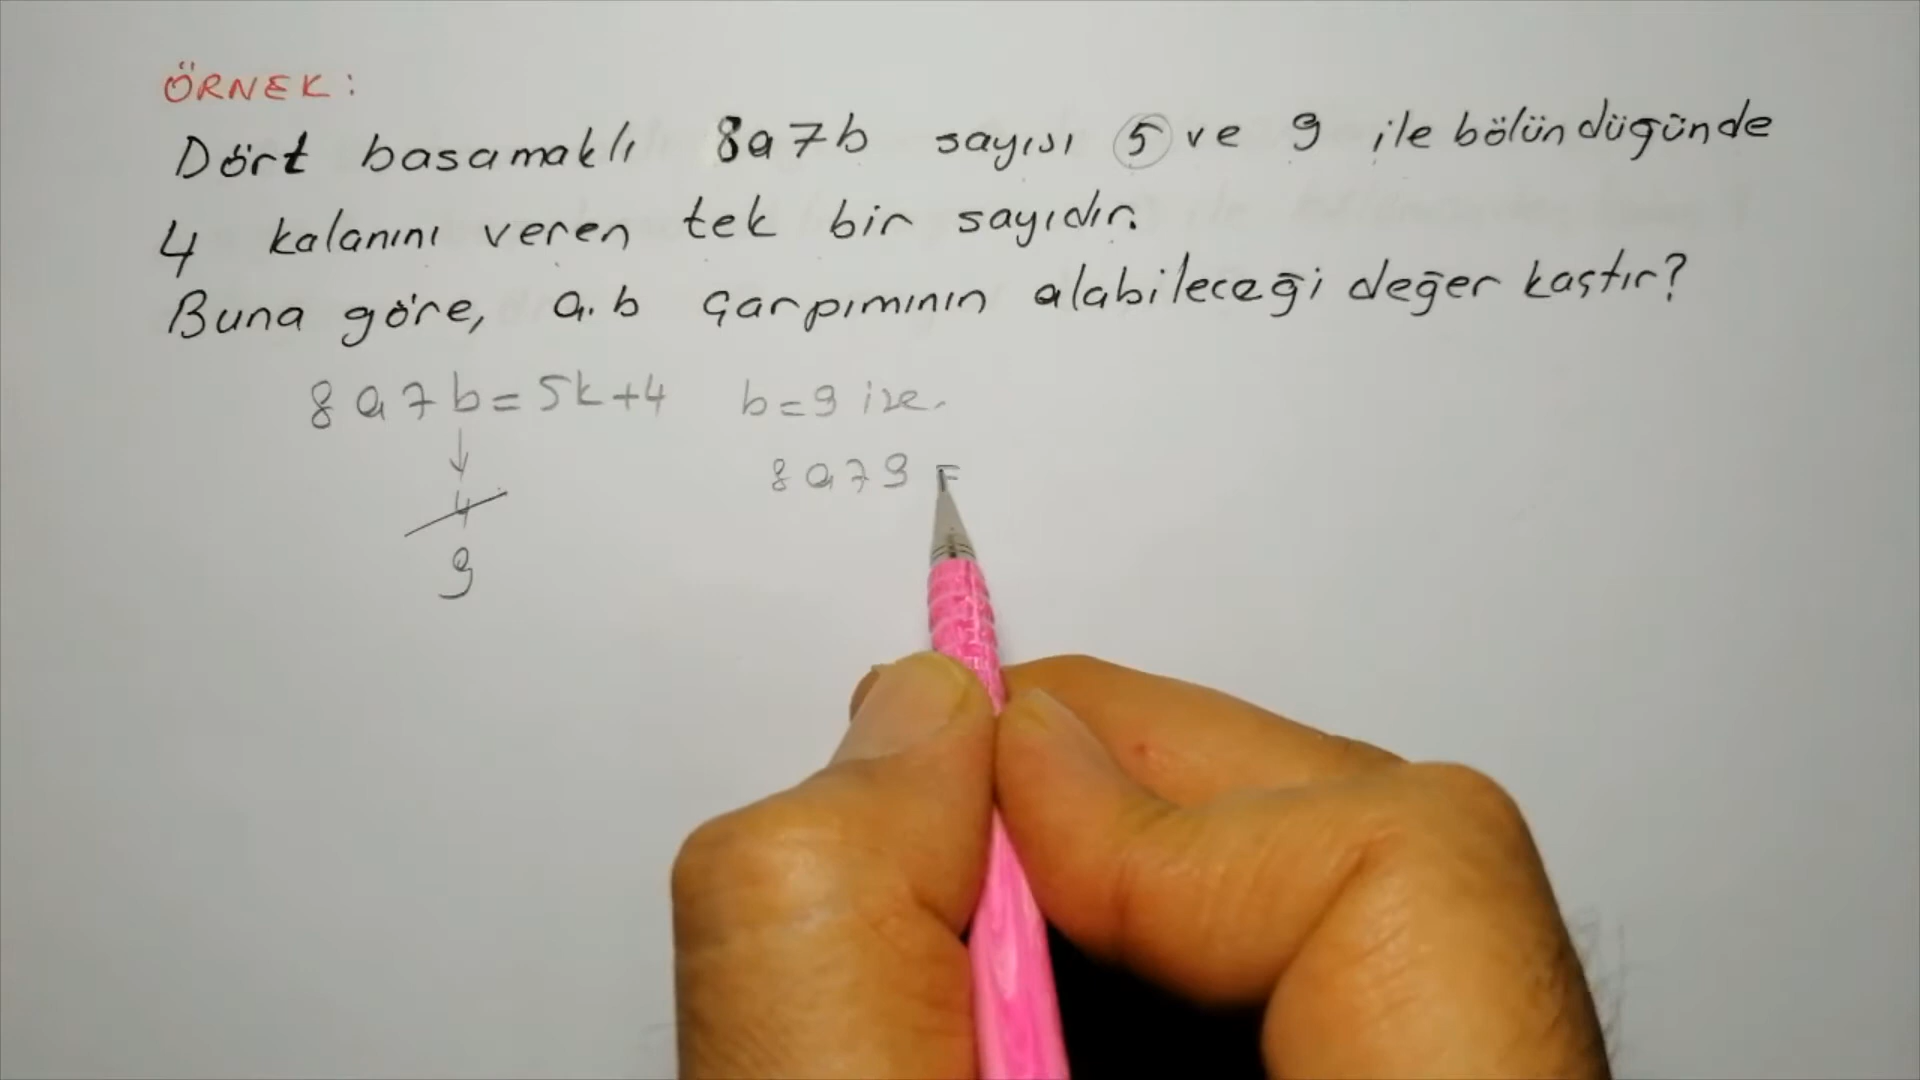 ÖRNEK:
Dört basamaklı 8a7b sayısı 5 ve 9 ile bölündüğünde
4 kalanını veren tek bir sayıdır.
Buna göre, a.b çarpımının alabileceği değer kaçtır?
8a7b=5k+4
↓
4
9
b=9 ise.
8a79=